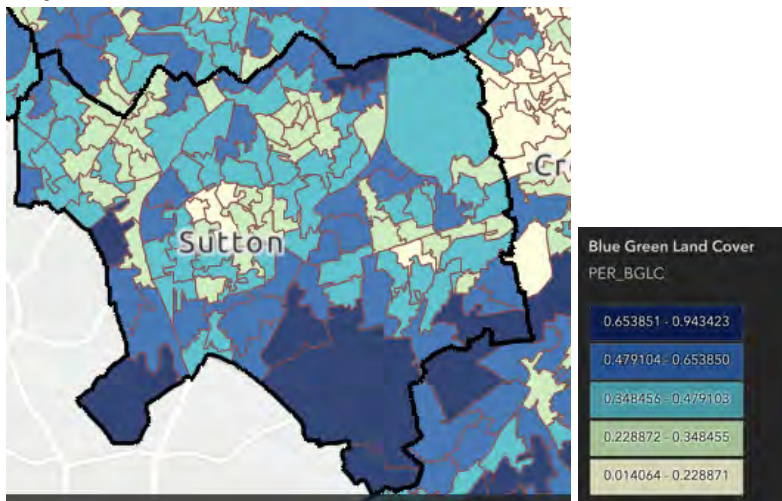 Cr
Sutton
Blue Green Land Cover
PER_BGLC
0.653851 - 0.943423
0.479104 - 0.653850
0.348456 - 0.479103
0.228872 - 0.348455
0.014064 - 0.228871